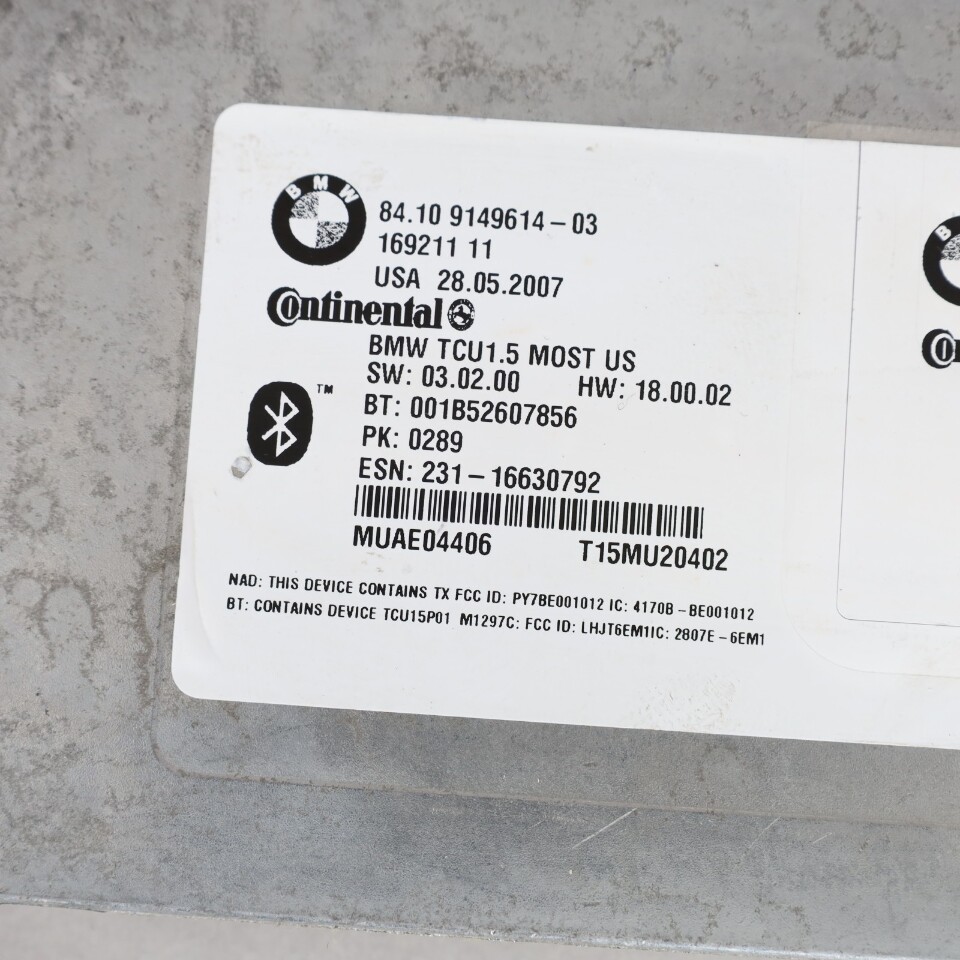 BMW
84.10 9149614-03
169211 11
USA 28.05.2007
Continental
BMW TCU1.5 MOST US
SW: 03.02.00 HW: 18.00.02
TM
BT: 001B52607856
PK: 0289
ESN: 231-16630792
MUAE04406 T15MU20402
NAD: THIS DEVICE CONTAINS TX FCC ID: PY7BE001012 IC: 4170B-BE001012
BT: CONTAINS DEVICE TCU15P01 M1297C: FCC ID: LHJT6EM1IC: 2807E-6EM1
B
Co